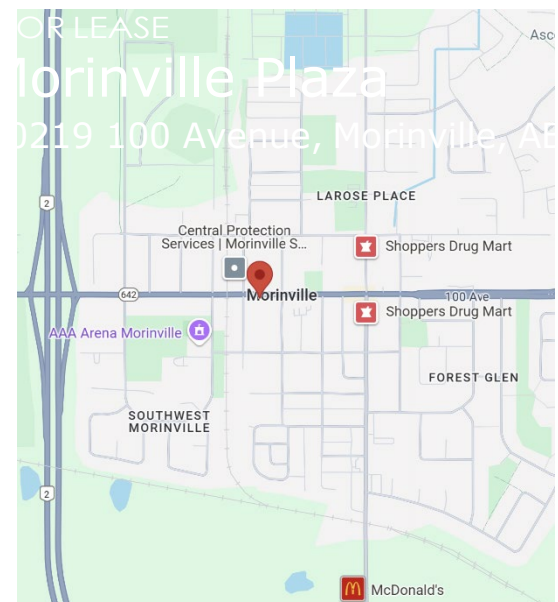 OR LEASE
Morinville Plaza
0219 100 Avenue, Morinville, AB
Asc
LAROSE PLACE
2
Central Protection
Services | Morinville S...
Shoppers Drug Mart
642
Morinville
100 Ave
Shoppers Drug Mart
AAA Arena Morinville
FOREST GLEN
SOUTHWEST
MORINVILLE
2
McDonald's